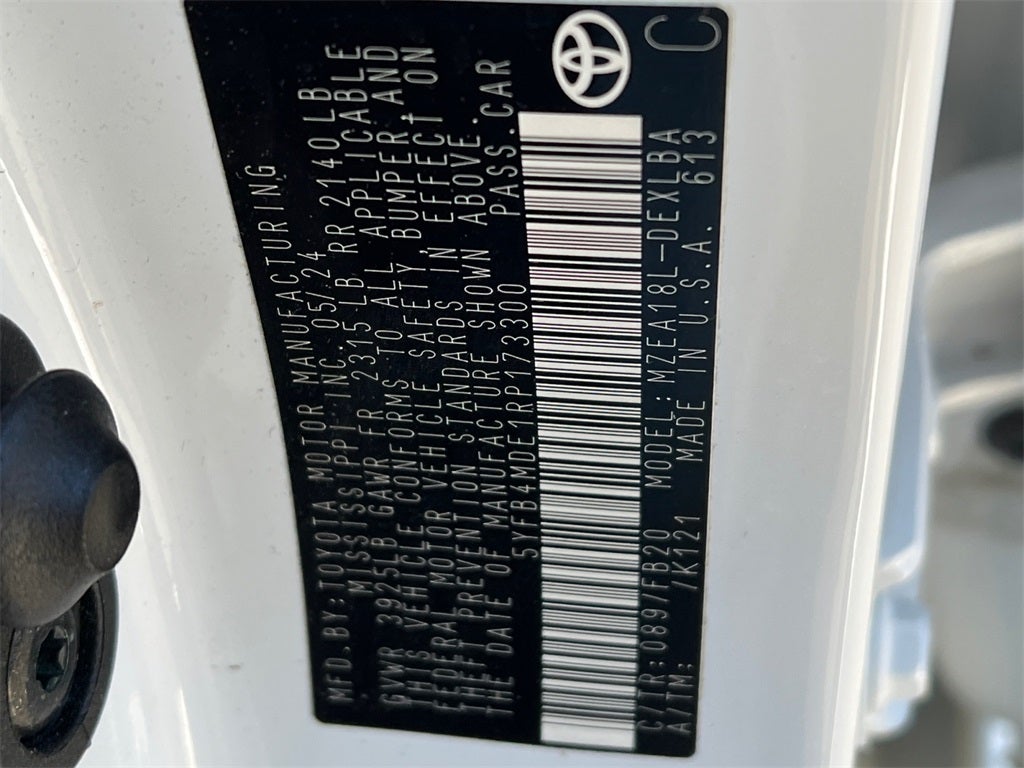 MFD.BY:TOYOTA MOTOR MANUFACTURING
MISSISSIPPI INC. 05/24
GVWR 3925LB GAWR FR 2315LB RR 2140LB
THIS VEHICLE CONFORMS TO ALL APPLICABLE
FEDERAL MOTOR VEHICLE SAFETY BUMPER AND
THEFT PREVENTION STANDARDS IN EFFECT ON
THE DATE OF MANUFACTURE SHOWN ABOVE.
5YFB4MDE1RP173300 PASS.CAR
C/TR:0897/FB20 MODEL:MZEA18L-DEXLBA
A/TM: /K121 MADE IN U.S.A. 613
C